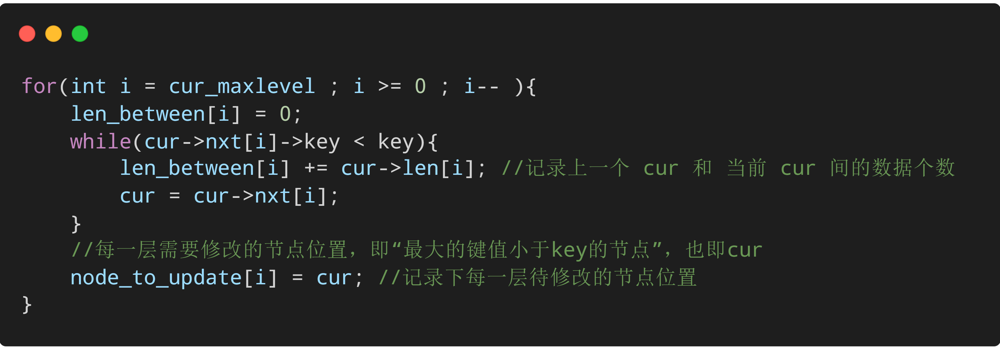 for(int i = cur_maxlevel ; i >= 0 ; i-- ){
    len_between[i] = 0;
    while(cur->nxt[i]->key < key){
        len_between[i] += cur->len[i]; //记录上一个 cur 和 当前 cur 间的数据个数
        cur = cur->nxt[i];
    }
    //每一层需要修改的节点位置，即“最大的键值小于key的节点”，也即cur
    node_to_update[i] = cur; //记录下每一层待修改的节点位置
}